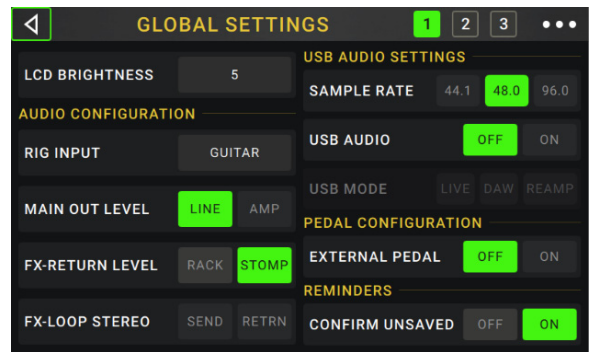 GLOBAL SETTINGS 1 2 3
LCD BRIGHTNESS 5
AUDIO CONFIGURATION
RIG INPUT GUITAR
MAIN OUT LEVEL LINE AMP
FX-RETURN LEVEL RACK STOMP
FX-LOOP STEREO SEND RETRN
USB AUDIO SETTINGS
SAMPLE RATE 44.1 48.0 96.0
USB AUDIO OFF ON
USB MODE LIVE DAW REAMP
PEDAL CONFIGURATION
EXTERNAL PEDAL OFF ON
REMINDERS
CONFIRM UNSAVED OFF ON